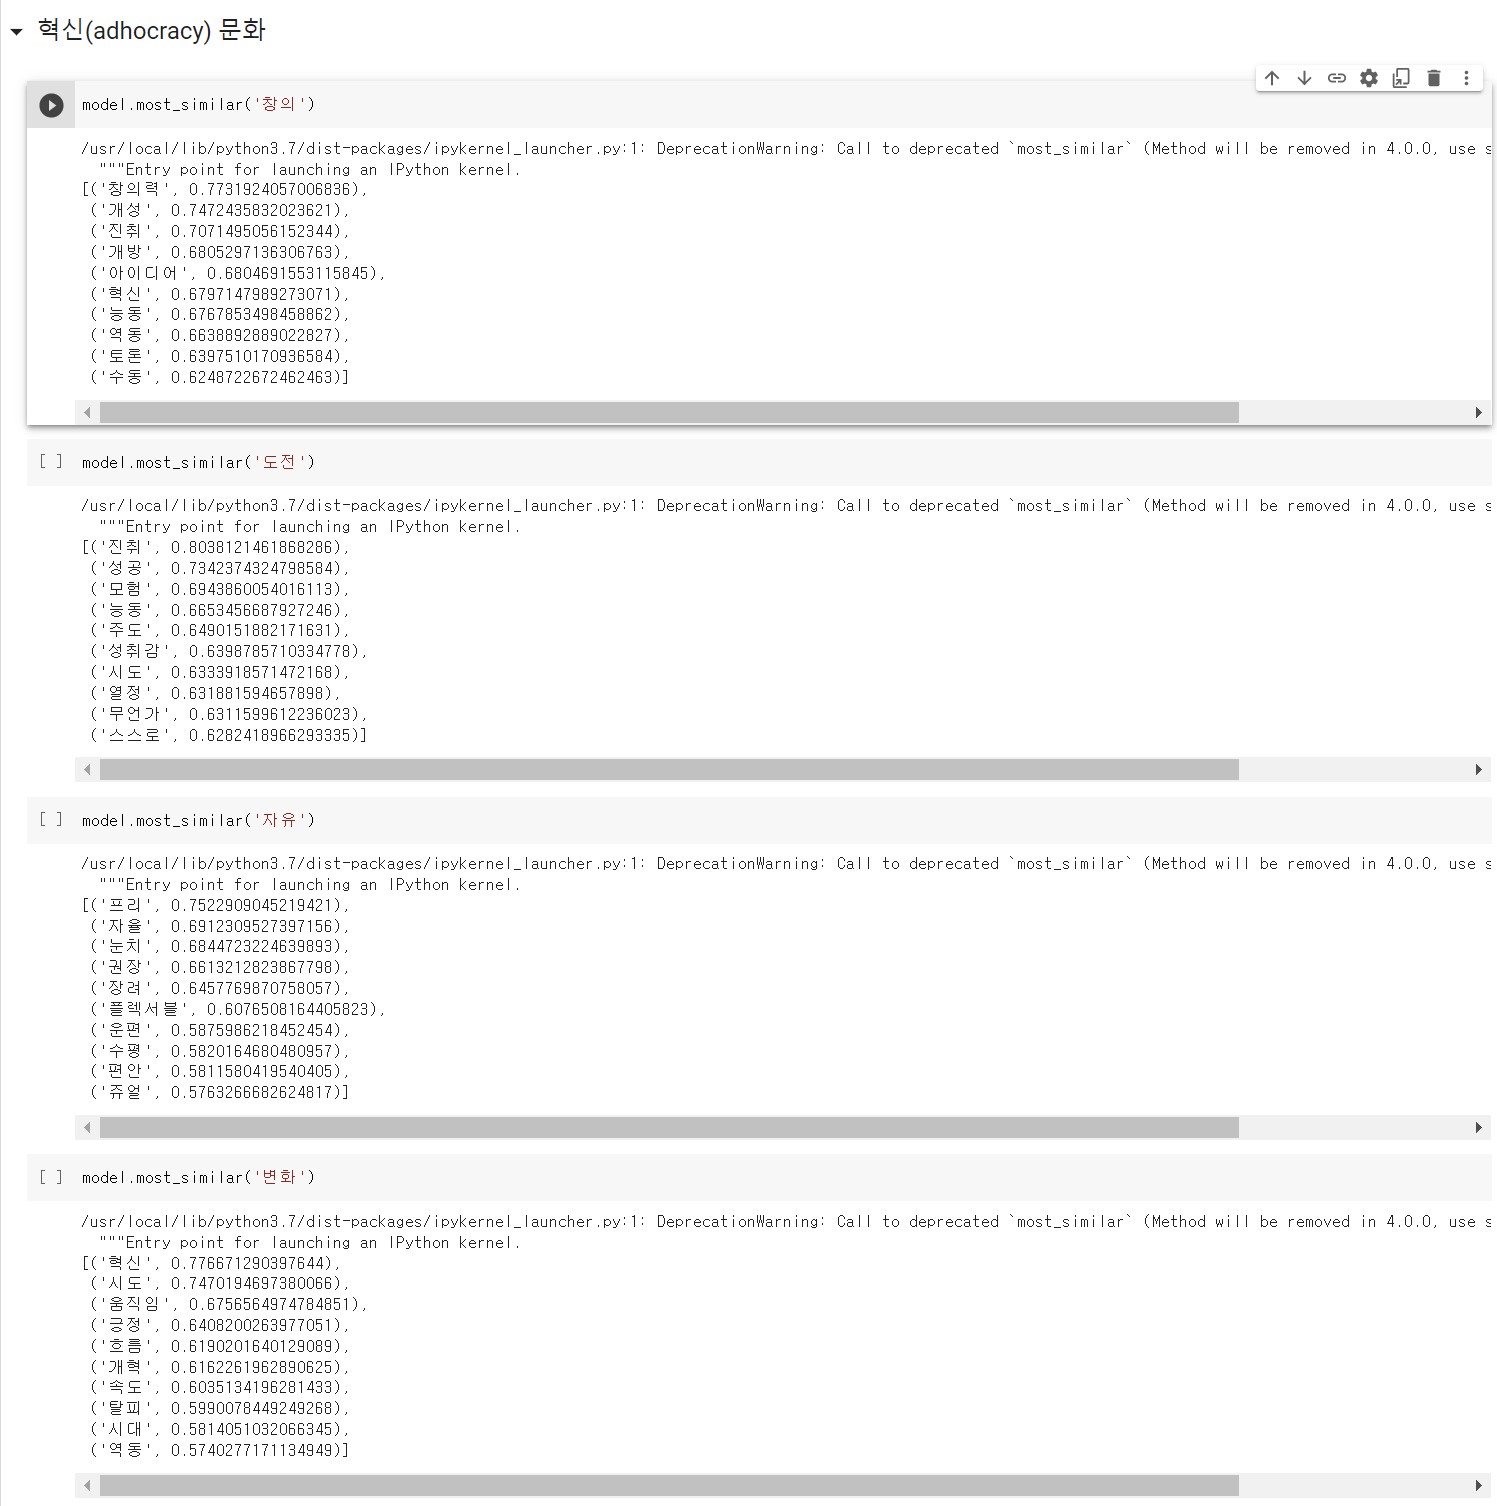 혁신(adhocracy) 문화
model.most_similar('창의')
/usr/local/lib/python3.7/dist-packages/ipykernel_launcher.py:1: DeprecationWarning: Call to deprecated `most_similar` (Method will be removed in 4.0.0, use s
"""Entry point for launching an IPython kernel.
[('창의력', 0.7731924057006836),
('개성', 0.7472435832023621),
('진취', 0.7071495056152344),
('개방', 0.6805297136306763),
('아이디어', 0.6804691553115845),
('혁신', 0.6797147989273071),
('능동', 0.6767853498458862),
('역동', 0.6638892889022827),
('토론', 0.6397510170936584),
('수동', 0.6248722672462463)]
[ ] model.most_similar('도전')
/usr/local/lib/python3.7/dist-packages/ipykernel_launcher.py:1: DeprecationWarning: Call to deprecated `most_similar` (Method will be removed in 4.0.0, use s
"""Entry point for launching an IPython kernel.
[('진취', 0.8038121461868286),
('성공', 0.7342374324798584),
('모험', 0.6943860054016113),
('능동', 0.6653456687927246),
('주도', 0.6490151882171631),
('성취감', 0.6398785710334778),
('시도', 0.6333918571472168),
('열정', 0.631881594657898),
('무언가', 0.6311599612236023),
('스스로', 0.6282418966293335)]
[ ] model.most_similar('자유')
/usr/local/lib/python3.7/dist-packages/ipykernel_launcher.py:1: DeprecationWarning: Call to deprecated `most_similar` (Method will be removed in 4.0.0, use s
"""Entry point for launching an IPython kernel.
[('프리', 0.7522909045219421),
('자율', 0.6912309527397156),
('눈치', 0.6844723224639893),
('권장', 0.6613212823867798),
('장려', 0.6457769870758057),
('플렉서블', 0.6076508164405823),
('운편', 0.5875986218452454),
('수평', 0.5820164680480957),
('편안', 0.5811580419540405),
('쥬얼', 0.5763266682624817)]
[ ] model.most_similar('변화')
/usr/local/lib/python3.7/dist-packages/ipykernel_launcher.py:1: DeprecationWarning: Call to deprecated `most_similar` (Method will be removed in 4.0.0, use s
"""Entry point for launching an IPython kernel.
[('혁신', 0.776671290397644),
('시도', 0.7470194697380066),
('움직임', 0.6756564974784851),
('긍정', 0.6408200263977051),
('흐름', 0.6190201640129089),
('개혁', 0.6162261962890625),
('속도', 0.6035134196281433),
('탈피', 0.5990078449249268),
('시대', 0.5814051032066345),
('역동', 0.5740277171134949)]